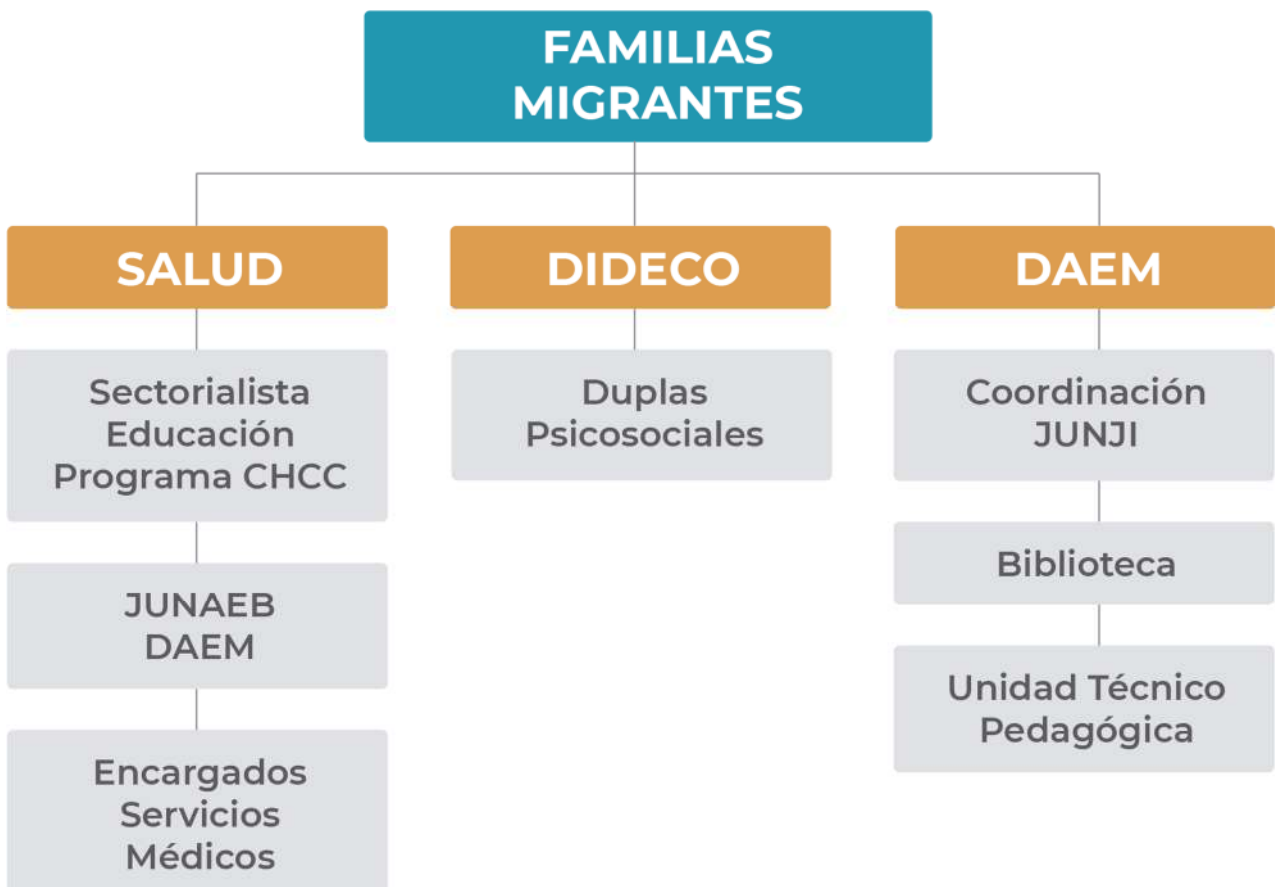 FAMILIAS
MIGRANTES
SALUD
Sectorialista
Educación
Programa CHCC
JUNAEB
DAEM
Encargados
Servicios
Médicos
DIDECO
Duplas
Psicosociales
DAEM
Coordinación
JUNJI
Biblioteca
Unidad Técnico
Pedagógica